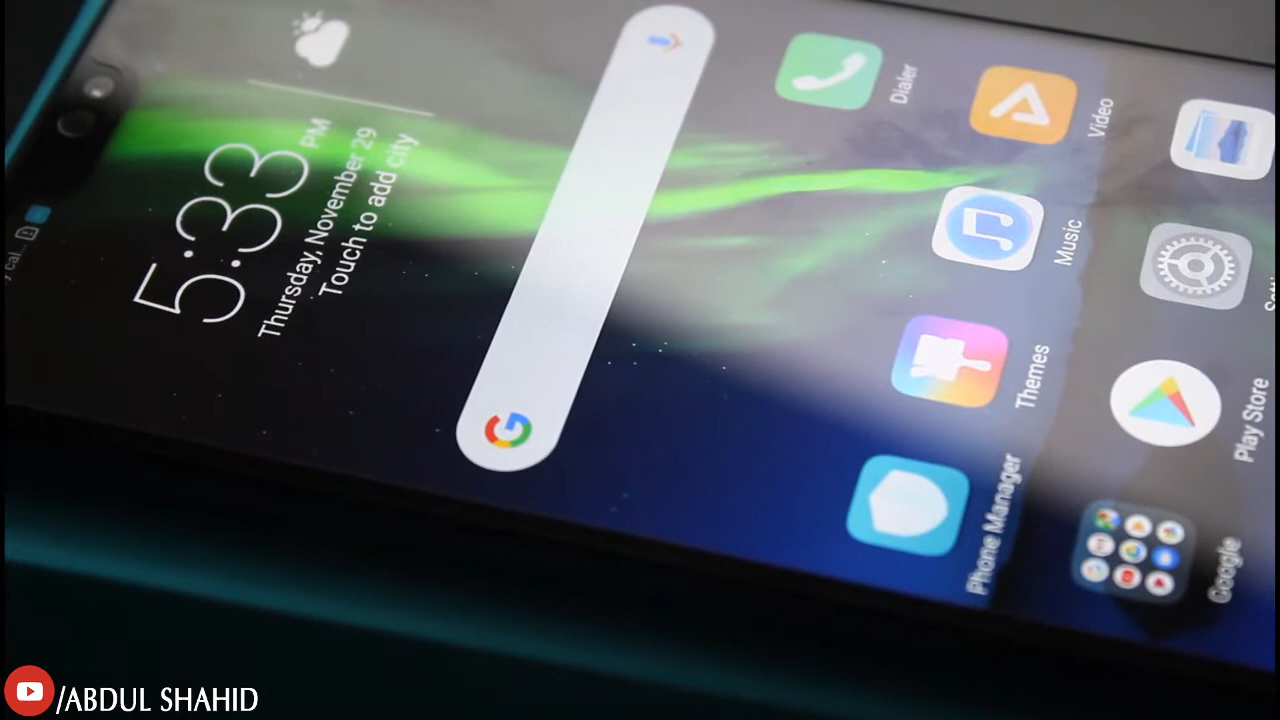 5:33 PM
Thursday, November 29
Touch to add city
Dialer
Video
Music
Themes
Phone Manager
Play Store
Google
/ABDUL SHAHID